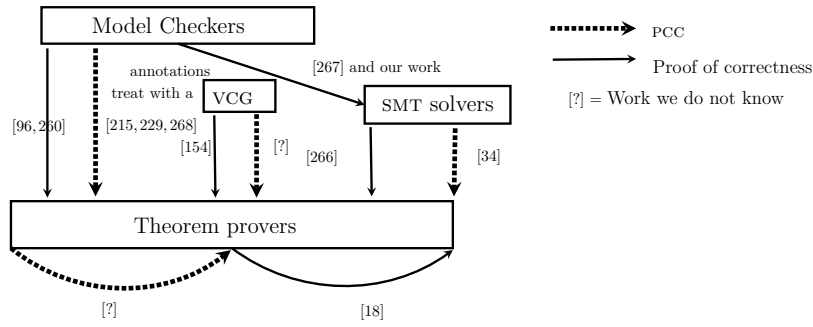 Model Checkers
PCC
annotations
[267] and our work
Proof of correctness
treat with a
VCG
SMT solvers
[?] = Work we do not know
[96, 260]
[215, 229, 268]
[154]
[?]
[266]
[34]
Theorem provers
[?]
[18]